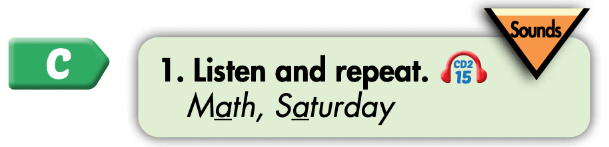 Sounds
C
1. Listen and repeat. CD2 15
Math, Saturday